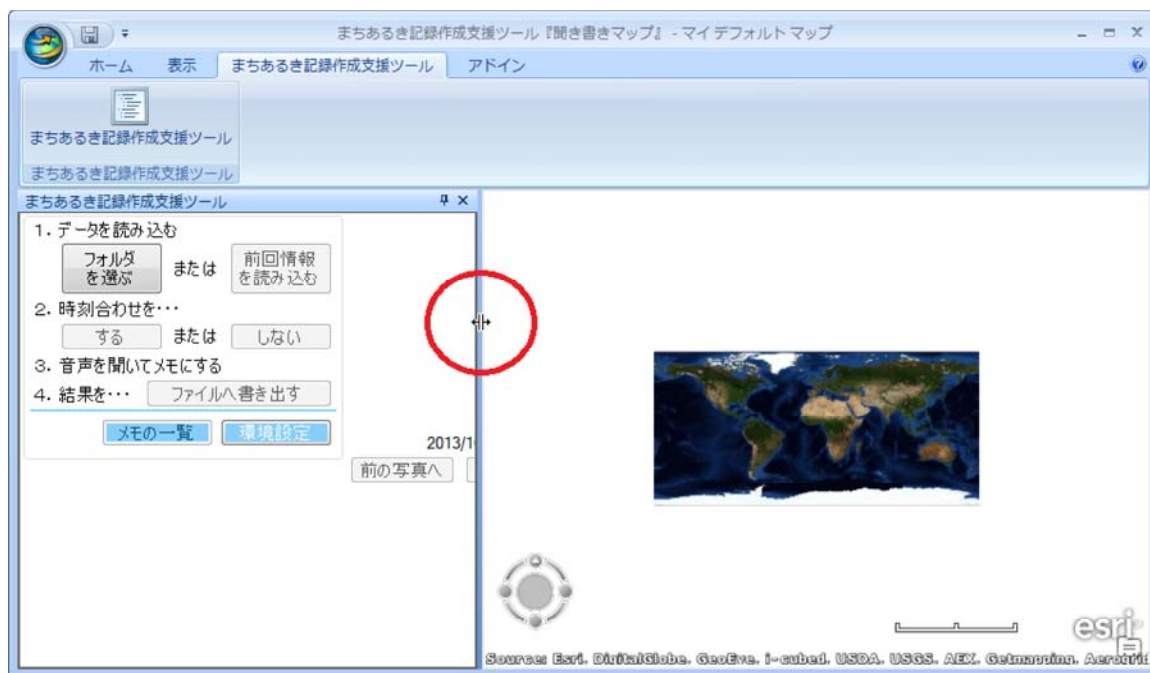 まちあるき記録作成支援ツール『聞き書きマップ』 - マイ デフォルト マップ
ホーム 表示 まちあるき記録作成支援ツール アドイン
まちあるき記録作成支援ツール
まちあるき記録作成支援ツール
まちあるき記録作成支援ツール
1. データを読み込む
フォルダ
を選ぶ
または
前回情報
を読み込む
2. 時刻合わせを・・・
する または しない
3. 音声を聞いてメモにする
4. 結果を・・・ ファイルへ書き出す
メモの一覧 環境設定
2013/1
前の写真へ
esri
Source: Esri, DigitalGlobe, GeoEye, i-cubed, USDA, USGS, AEX, Getmapping, Aerogrid